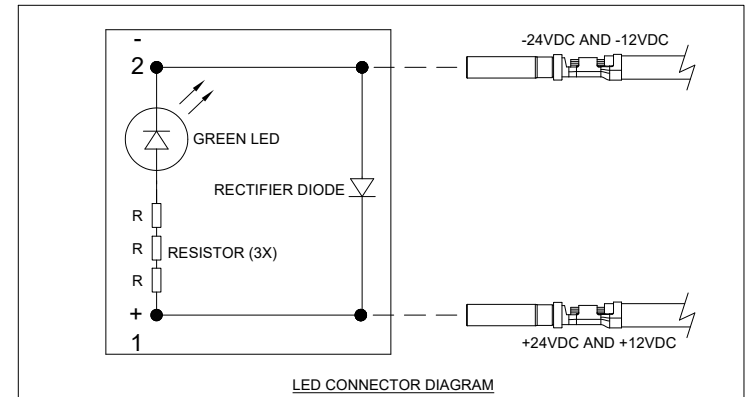 -
2
-24VDC AND -12VDC
GREEN LED
RECTIFIER DIODE
R
R RESISTOR (3X)
R
+
1
+24VDC AND +12VDC
LED CONNECTOR DIAGRAM